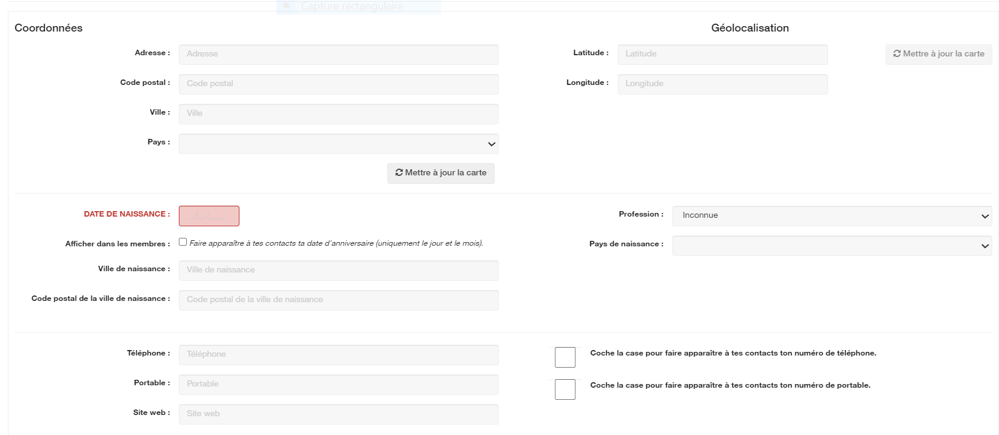 Capture rectangulaire
Coordonnées
Géolocalisation
Adresse :
Adresse
Latitude :
Latitude
Mettre à jour la carte
Code postal :
Code postal
Longitude :
Longitude
Ville :
Ville
Pays :
Mettre à jour la carte
DATE DE NAISSANCE :
__/__/____
Profession :
Inconnue
Afficher dans les membres :
Faire apparaître à tes contacts ta date d'anniversaire (uniquement le jour et le mois).
Pays de naissance :
Ville de naissance :
Ville de naissance
Code postal de la ville de naissance :
Code postal de la ville de naissance
Téléphone :
Téléphone
Coche la case pour faire apparaître à tes contacts ton numéro de téléphone.
Portable :
Portable
Coche la case pour faire apparaître à tes contacts ton numéro de portable.
Site web :
Site web